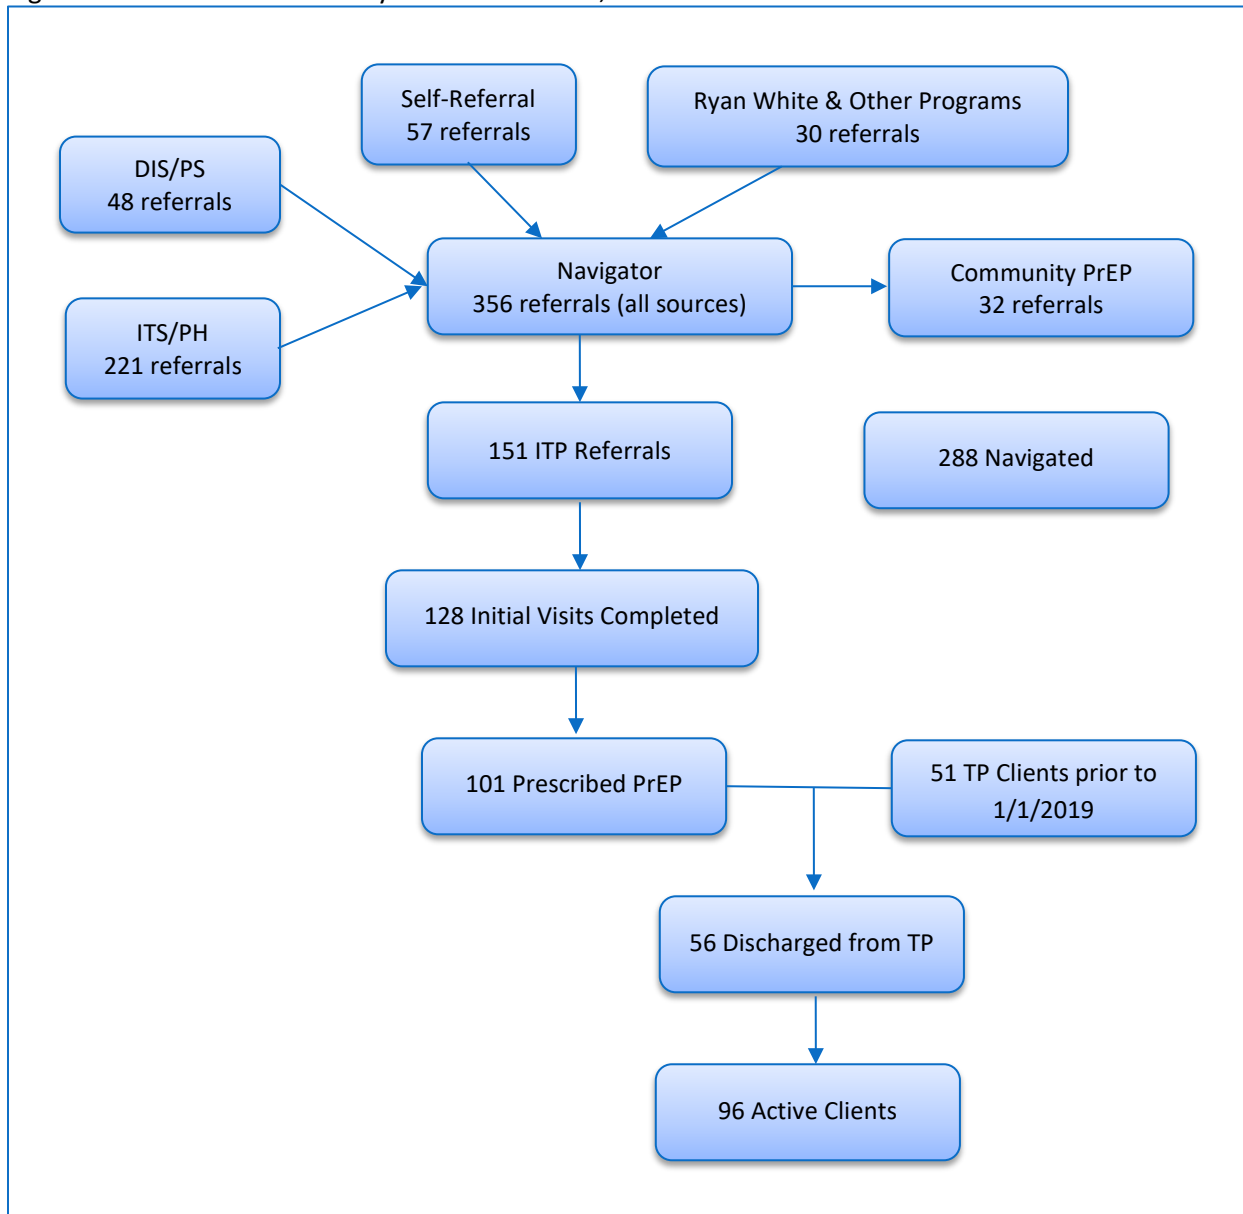 Self-Referral
57 referrals
Ryan White & Other Programs
30 referrals
DIS/PS
48 referrals
Navigator
356 referrals (all sources)
Community PrEP
32 referrals
ITS/PH
221 referrals
151 ITP Referrals
288 Navigated
128 Initial Visits Completed
101 Prescribed PrEP
51 TP Clients prior to
1/1/2019
56 Discharged from TP
96 Active Clients